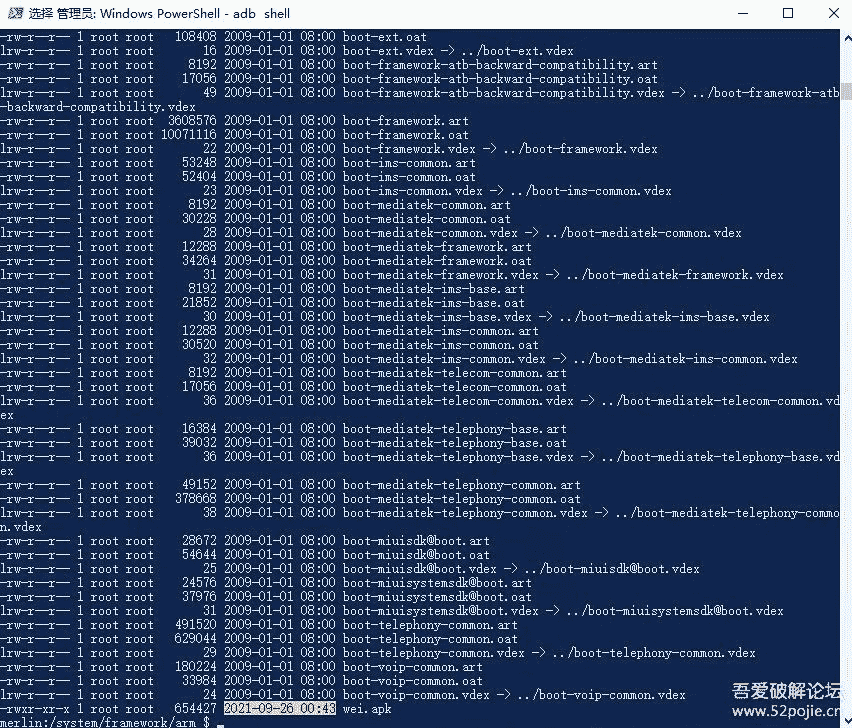 选择 管理员: Windows PowerShell - adb  shell
-rw-r--r-- 1 root root   108408 2009-01-01 08:00 boot-ext.oat
lrw-r--r-- 1 root root       16 2009-01-01 08:00 boot-ext.vdex -> ../boot-ext.vdex
-rw-r--r-- 1 root root     8192 2009-01-01 08:00 boot-framework-atb-backward-compatibility.art
-rw-r--r-- 1 root root    17056 2009-01-01 08:00 boot-framework-atb-backward-compatibility.oat
lrw-r--r-- 1 root root       49 2009-01-01 08:00 boot-framework-atb-backward-compatibility.vdex -> ../boot-framework-atb
-backward-compatibility.vdex
-rw-r--r-- 1 root root  3608576 2009-01-01 08:00 boot-framework.art
-rw-r--r-- 1 root root 10071116 2009-01-01 08:00 boot-framework.oat
lrw-r--r-- 1 root root       22 2009-01-01 08:00 boot-framework.vdex -> ../boot-framework.vdex
-rw-r--r-- 1 root root    53248 2009-01-01 08:00 boot-ims-common.art
-rw-r--r-- 1 root root    52404 2009-01-01 08:00 boot-ims-common.oat
lrw-r--r-- 1 root root       23 2009-01-01 08:00 boot-ims-common.vdex -> ../boot-ims-common.vdex
-rw-r--r-- 1 root root     8192 2009-01-01 08:00 boot-mediatek-common.art
-rw-r--r-- 1 root root    30228 2009-01-01 08:00 boot-mediatek-common.oat
lrw-r--r-- 1 root root       28 2009-01-01 08:00 boot-mediatek-common.vdex -> ../boot-mediatek-common.vdex
-rw-r--r-- 1 root root    12288 2009-01-01 08:00 boot-mediatek-framework.art
-rw-r--r-- 1 root root    34264 2009-01-01 08:00 boot-mediatek-framework.oat
lrw-r--r-- 1 root root       31 2009-01-01 08:00 boot-mediatek-framework.vdex -> ../boot-mediatek-framework.vdex
-rw-r--r-- 1 root root     8192 2009-01-01 08:00 boot-mediatek-ims-base.art
-rw-r--r-- 1 root root    21852 2009-01-01 08:00 boot-mediatek-ims-base.oat
lrw-r--r-- 1 root root       30 2009-01-01 08:00 boot-mediatek-ims-base.vdex -> ../boot-mediatek-ims-base.vdex
-rw-r--r-- 1 root root    12288 2009-01-01 08:00 boot-mediatek-ims-common.art
-rw-r--r-- 1 root root    30520 2009-01-01 08:00 boot-mediatek-ims-common.oat
lrw-r--r-- 1 root root       32 2009-01-01 08:00 boot-mediatek-ims-common.vdex -> ../boot-mediatek-ims-common.vdex
-rw-r--r-- 1 root root     8192 2009-01-01 08:00 boot-mediatek-telecom-common.art
-rw-r--r-- 1 root root    17056 2009-01-01 08:00 boot-mediatek-telecom-common.oat
lrw-r--r-- 1 root root       36 2009-01-01 08:00 boot-mediatek-telecom-common.vdex -> ../boot-mediatek-telecom-common.vd
ex
-rw-r--r-- 1 root root    16384 2009-01-01 08:00 boot-mediatek-telephony-base.art
-rw-r--r-- 1 root root    39032 2009-01-01 08:00 boot-mediatek-telephony-base.oat
lrw-r--r-- 1 root root       36 2009-01-01 08:00 boot-mediatek-telephony-base.vdex -> ../boot-mediatek-telephony-base.vd
ex
-rw-r--r-- 1 root root    49152 2009-01-01 08:00 boot-mediatek-telephony-common.art
-rw-r--r-- 1 root root   378668 2009-01-01 08:00 boot-mediatek-telephony-common.oat
lrw-r--r-- 1 root root       38 2009-01-01 08:00 boot-mediatek-telephony-common.vdex -> ../boot-mediatek-telephony-commo
n.vdex
-rw-r--r-- 1 root root    28672 2009-01-01 08:00 boot-miuisdk@boot.art
-rw-r--r-- 1 root root    54644 2009-01-01 08:00 boot-miuisdk@boot.oat
lrw-r--r-- 1 root root       25 2009-01-01 08:00 boot-miuisdk@boot.vdex -> ../boot-miuisdk@boot.vdex
-rw-r--r-- 1 root root    24576 2009-01-01 08:00 boot-miuisystemsdk@boot.art
-rw-r--r-- 1 root root    37976 2009-01-01 08:00 boot-miuisystemsdk@boot.oat
lrw-r--r-- 1 root root       31 2009-01-01 08:00 boot-miuisystemsdk@boot.vdex -> ../boot-miuisystemsdk@boot.vdex
-rw-r--r-- 1 root root   491520 2009-01-01 08:00 boot-telephony-common.art
-rw-r--r-- 1 root root   629044 2009-01-01 08:00 boot-telephony-common.oat
lrw-r--r-- 1 root root       29 2009-01-01 08:00 boot-telephony-common.vdex -> ../boot-telephony-common.vdex
-rw-r--r-- 1 root root   180224 2009-01-01 08:00 boot-voip-common.art
-rw-r--r-- 1 root root    33984 2009-01-01 08:00 boot-voip-common.oat
lrw-r--r-- 1 root root       24 2009-01-01 08:00 boot-voip-common.vdex -> ../boot-voip-common.vdex
-rwxr-xr-x 1 root root   654427 2021-09-26 00:43 wei.apk
merlin:/system/framework/arm $
吾爱破解论坛
www.52pojie.cn